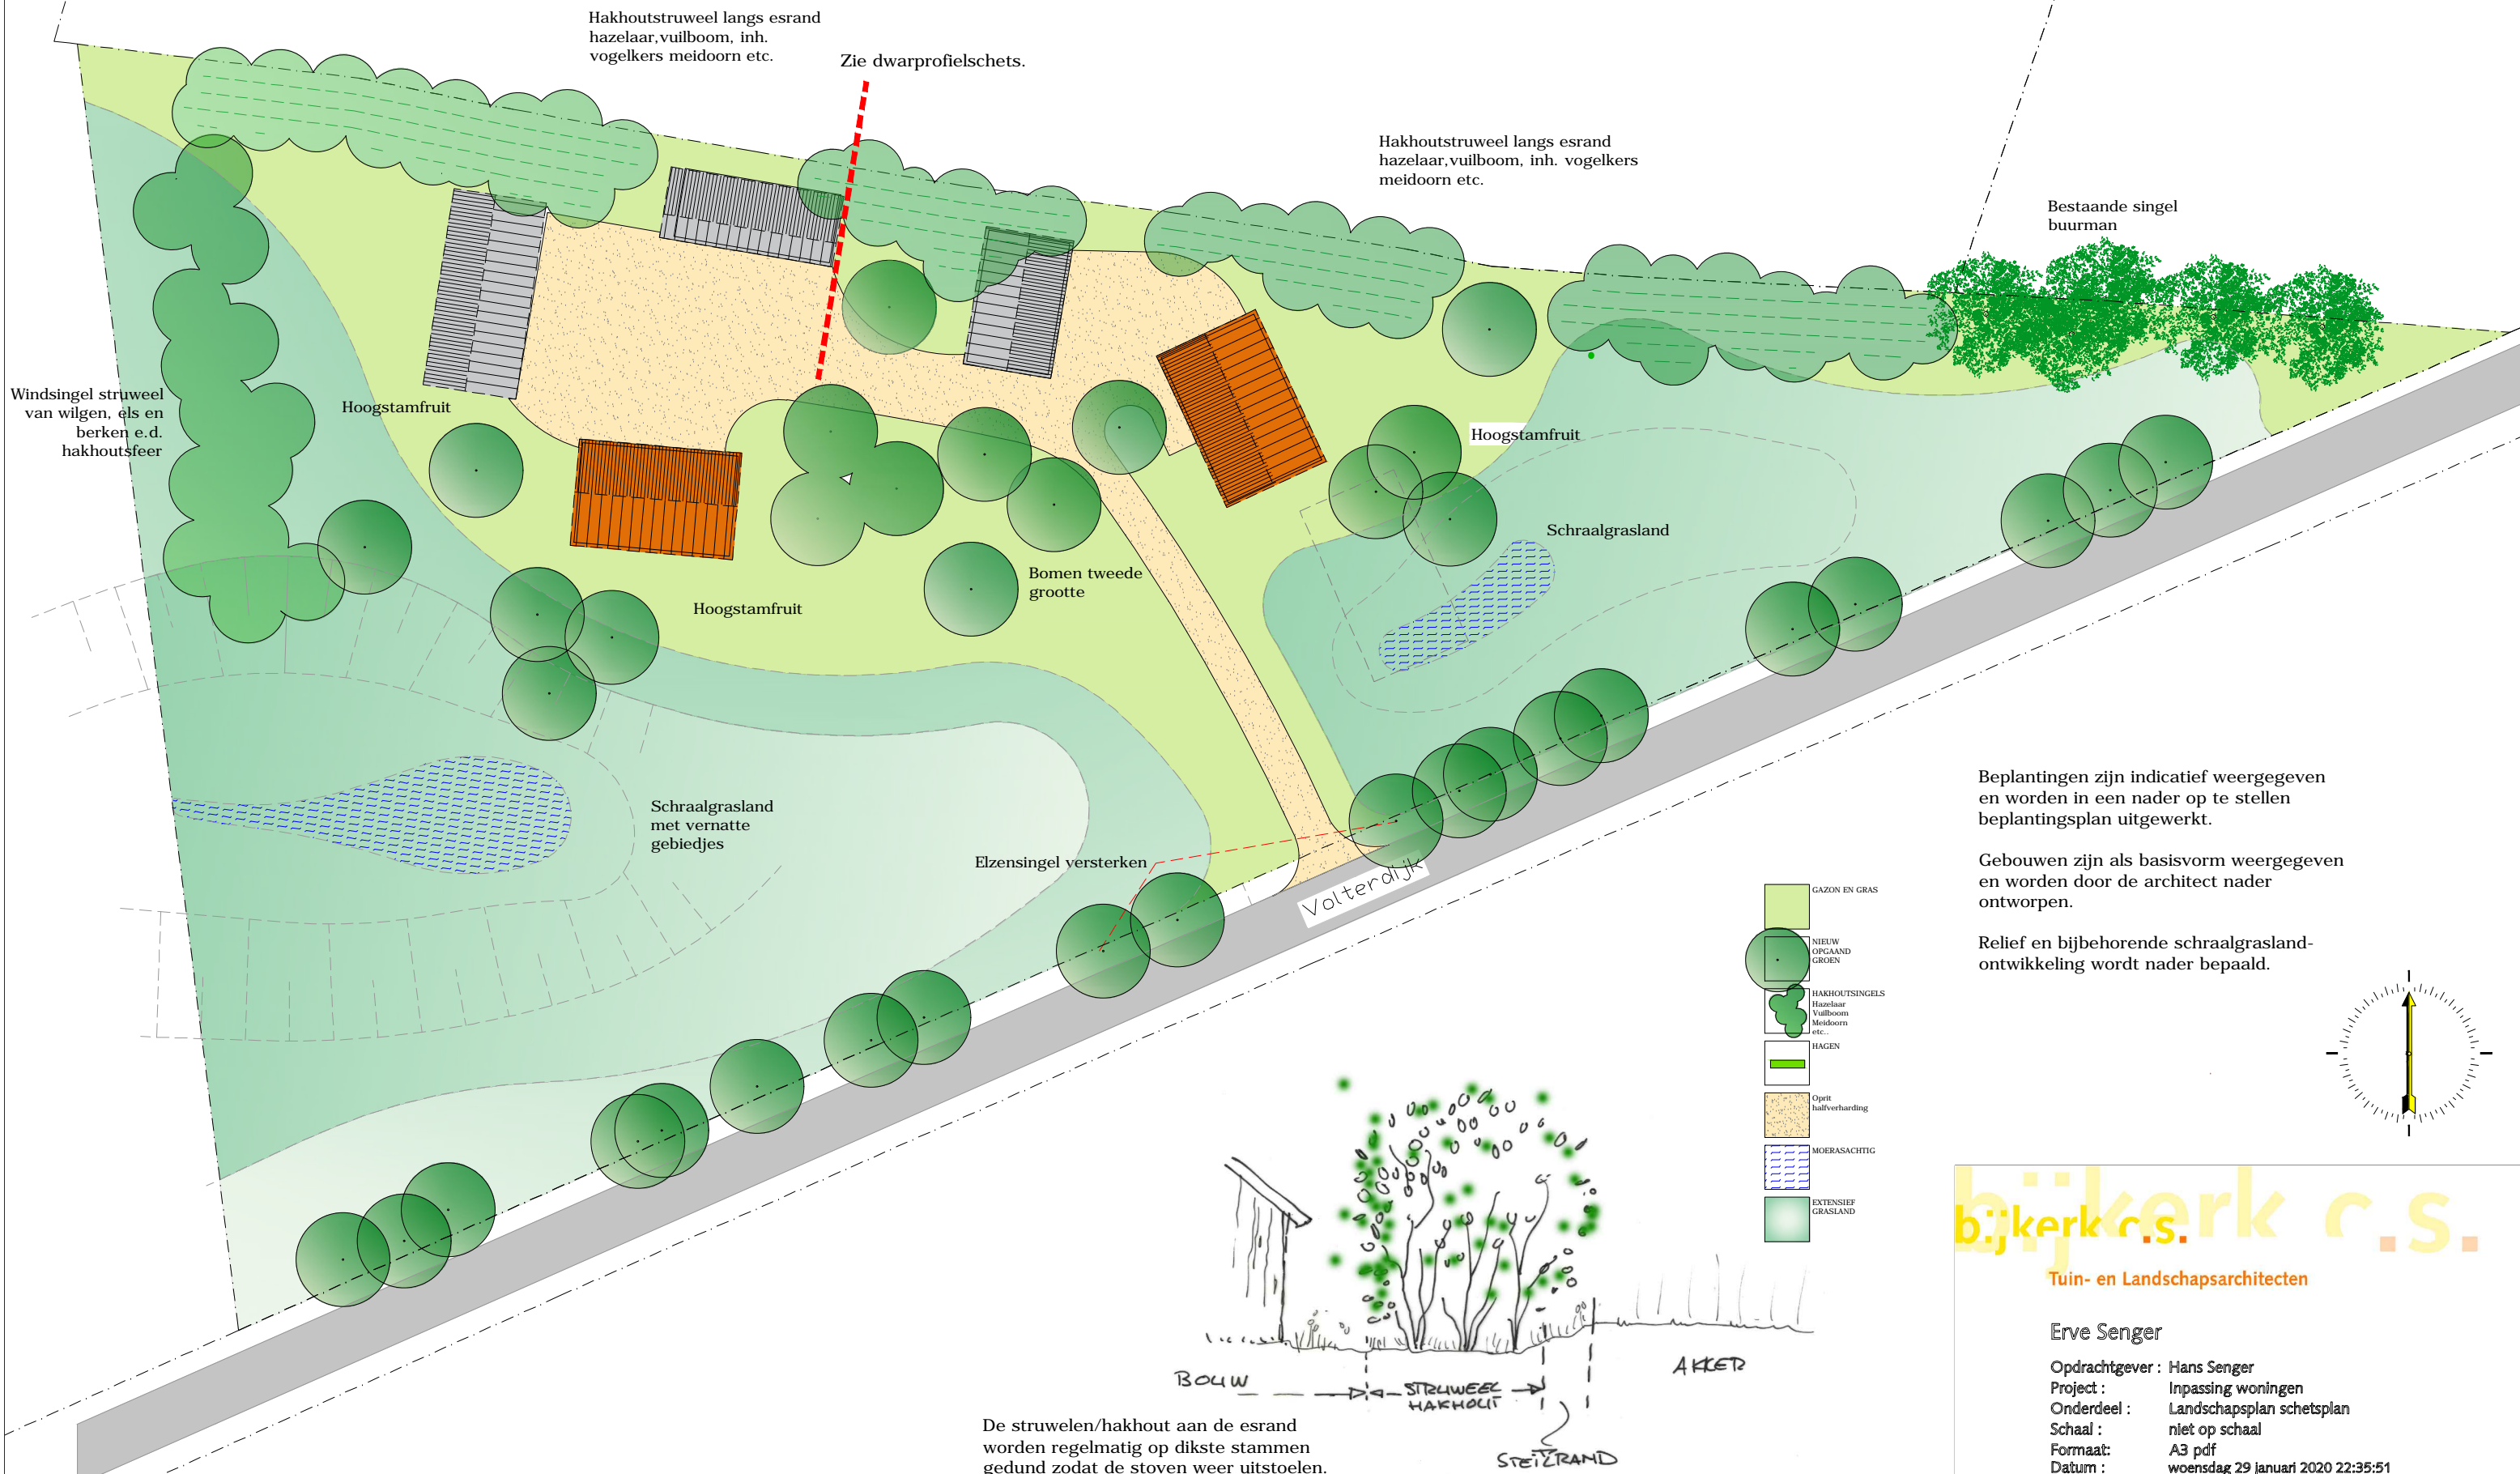 Hakhoutstruweel langs esrand
hazelaar,vuilboom, inh.
vogelkers meidoorn etc.
Zie dwarprofielschets.
Hakhoutstruweel langs esrand
hazelaar,vuilboom, inh. vogelkers
meidoorn etc.
Bestaande singel
buurman
Windsingel struweel
van wilgen, els en
berken e.d.
hakhoutsfeer
Hoogstamfruit
Hoogstamfruit
Schraalgrasland
Bomen tweede
grootte
Hoogstamfruit
Schraalgrasland
met vernatte
gebiedjes
Elzensingel versterken
Volterdijk
Beplantingen zijn indicatief weergegeven
en worden in een nader op te stellen
beplantingsplan uitgewerkt.
Gebouwen zijn als basisvorm weergegeven
en worden door de architect nader
ontworpen.
Relief en bijbehorende schraalgrasland-
ontwikkeling wordt nader bepaald.
GAZON EN GRAS
NIEUW
OPGAAND
GROEN
HAKHOUTSINGELS
Hazelaar
Vuilboom
Meidoorn
etc..
HAGEN
Oprit
halfverharding
MOERASACHTIG
EXTENSIEF
GRASLAND
BOUW
STRUWEEL
HAKHOUT
AKKER
STEILRAND
De struwelen/hakhout aan de esrand
worden regelmatig op dikste stammen
gedund zodat de stoven weer uitstoelen.
bijkerk c.s.
bijkerk c.s.
Tuin- en Landschapsarchitecten
Erve Senger
Opdrachtgever : Hans Senger
Project : Inpassing woningen
Onderdeel : Landschapsplan schetsplan
Schaal : niet op schaal
Formaat: A3 pdf
Datum : woensdag 29 januari 2020 22:35:51